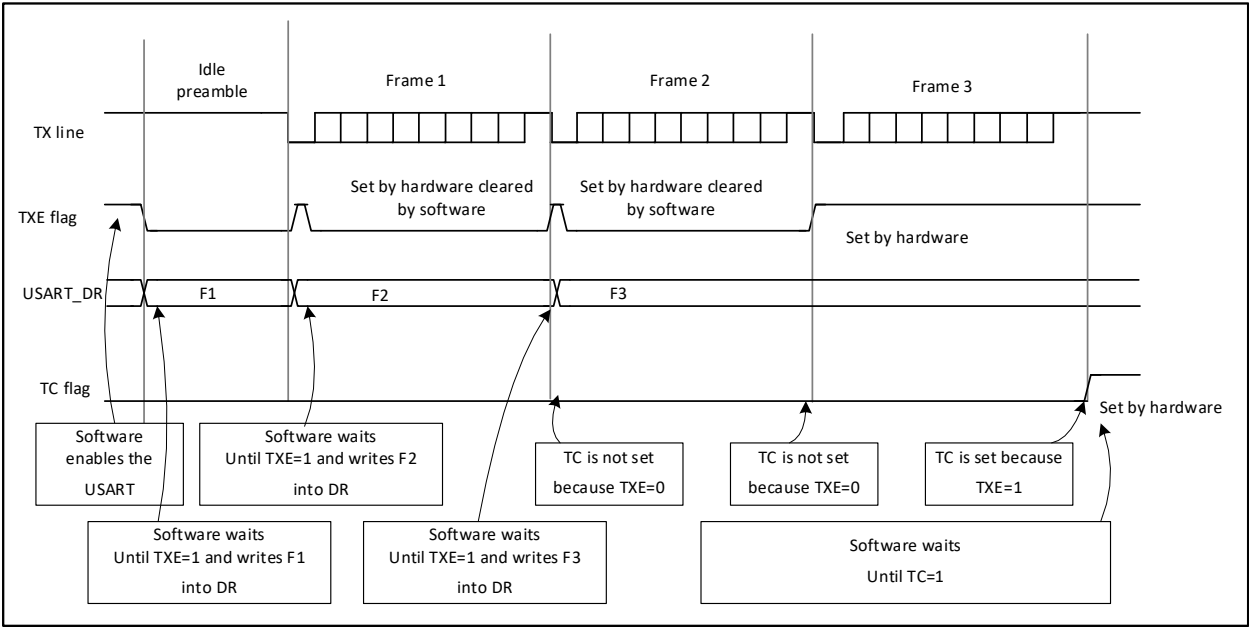 Idle
preamble
Frame 1
Frame 2
Frame 3
TX line
Set by hardware cleared
by software
Set by hardware cleared
by software
TXE flag
Set by hardware
USART_DR
F1
F2
F3
TC flag
Set by hardware
Software
enables the
USART
Software waits
Until TXE=1 and writes F2
into DR
TC is not set
because TXE=0
TC is not set
because TXE=0
TC is set because
TXE=1
Software waits
Until TXE=1 and writes F1
into DR
Software waits
Until TXE=1 and writes F3
into DR
Software waits
Until TC=1